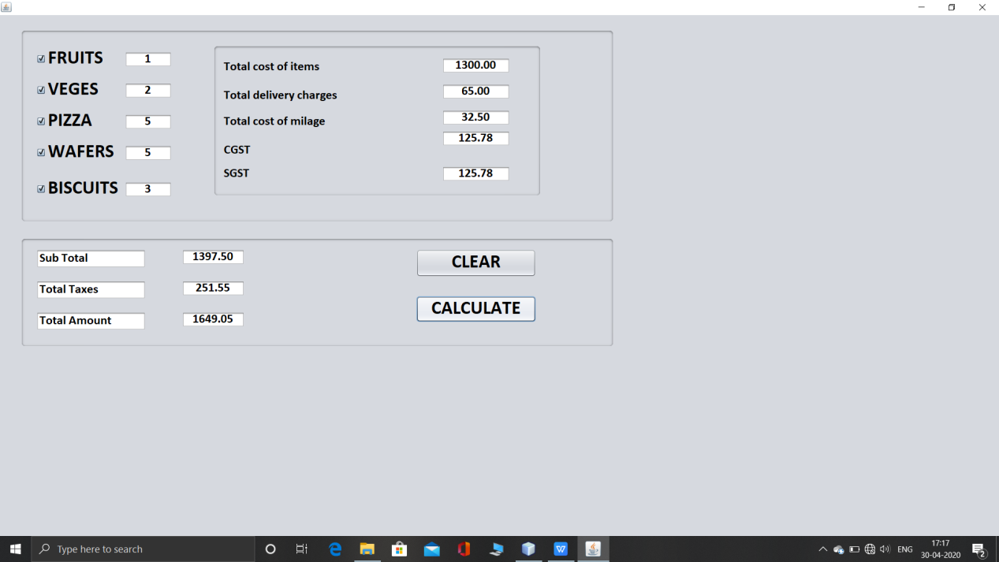 FRUITS 1
VEGES 2
PIZZA 5
WAFERS 5
BISCUITS 3
Total cost of items 1300.00
Total delivery charges 65.00
Total cost of milage 32.50
125.78
CGST
SGST 125.78
Sub Total 1397.50
Total Taxes 251.55
Total Amount 1649.05
CLEAR
CALCULATE
Type here to search
ENG
17:17
30-04-2020
2